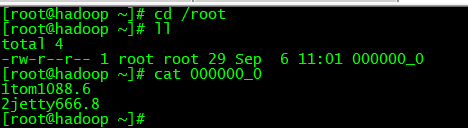 [root@hadoop ~]# cd /root
[root@hadoop ~]# ll
total 4
-rw-r--r-- 1 root root 29 Sep  6 11:01 000000_0
[root@hadoop ~]# cat 000000_0
1tom1088.6
2jetty666.8
[root@hadoop ~]#